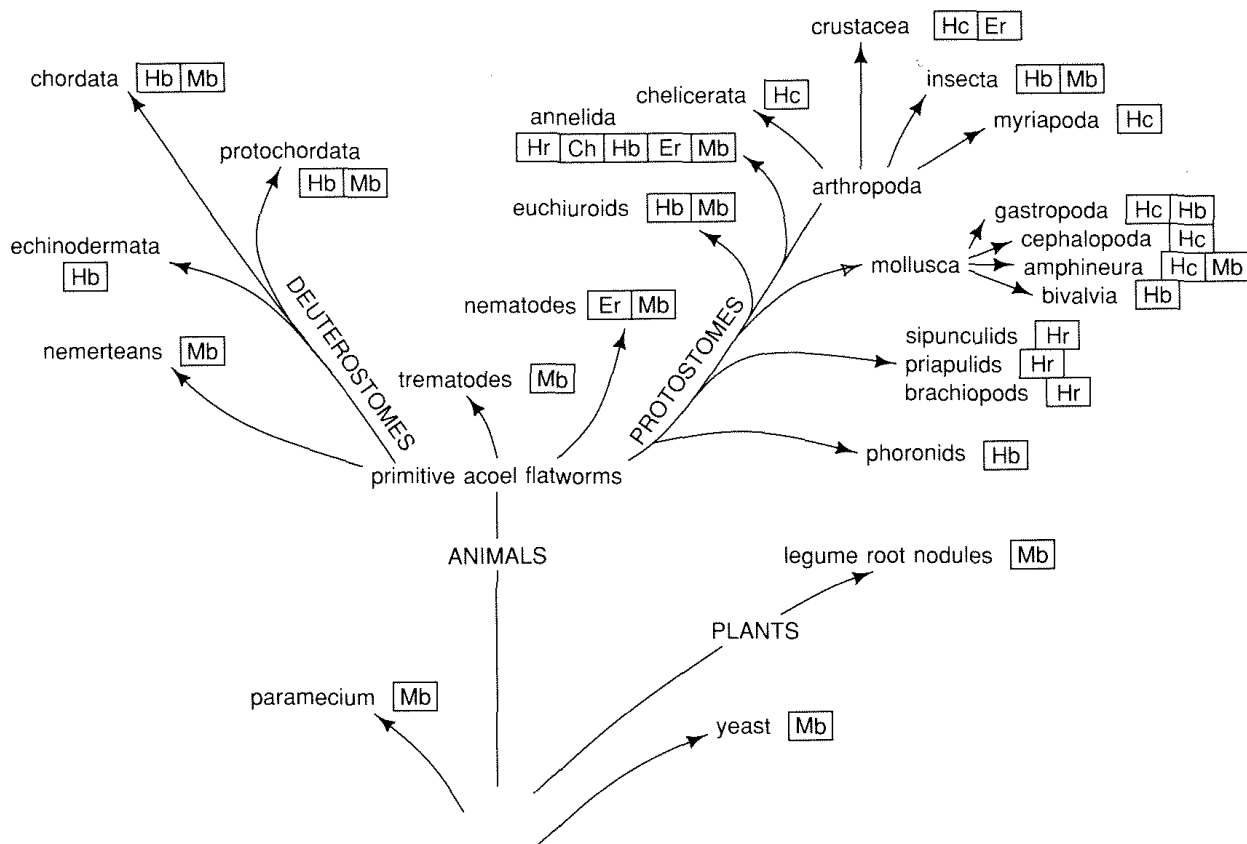 crustacea Hc Er
chordata Hb Mb
insecta Hb Mb
chelicerata Hc
annelida
Hr Ch Hb Er Mb
myriapoda Hc
protochordata
Hb Mb
arthropoda
euchiuroids Hb Mb
gastropoda Hc Hb
cephalopoda Hc
echinodermata
Hb
mollusca
amphineura Hc Mb
bivalvia Hb
DEUTEROSTOMES
nematodes Er Mb
PROTOSTOMES
sipunculids Hr
nemerteans Mb
priapulids Hr
trematodes Mb
brachiopods Hr
phoronids Hb
primitive acoel flatworms
ANIMALS
legume root nodules Mb
PLANTS
paramecium Mb
yeast Mb